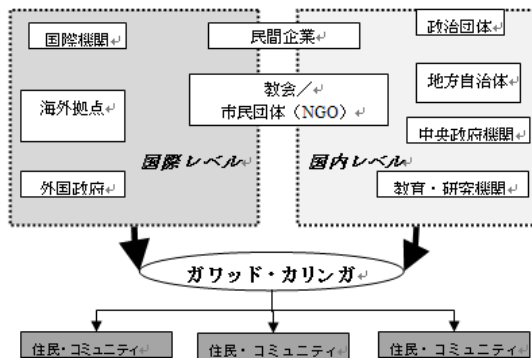 国際機関
民間企業
政治団体
海外拠点
教会／
市民団体（NGO）
地方自治体
中央政府機関
国際レベル
国内レベル
外国政府
教育・研究機関
ガワッド・カリンガ
住民・コミュニティ
住民・コミュニティ
住民・コミュニティ